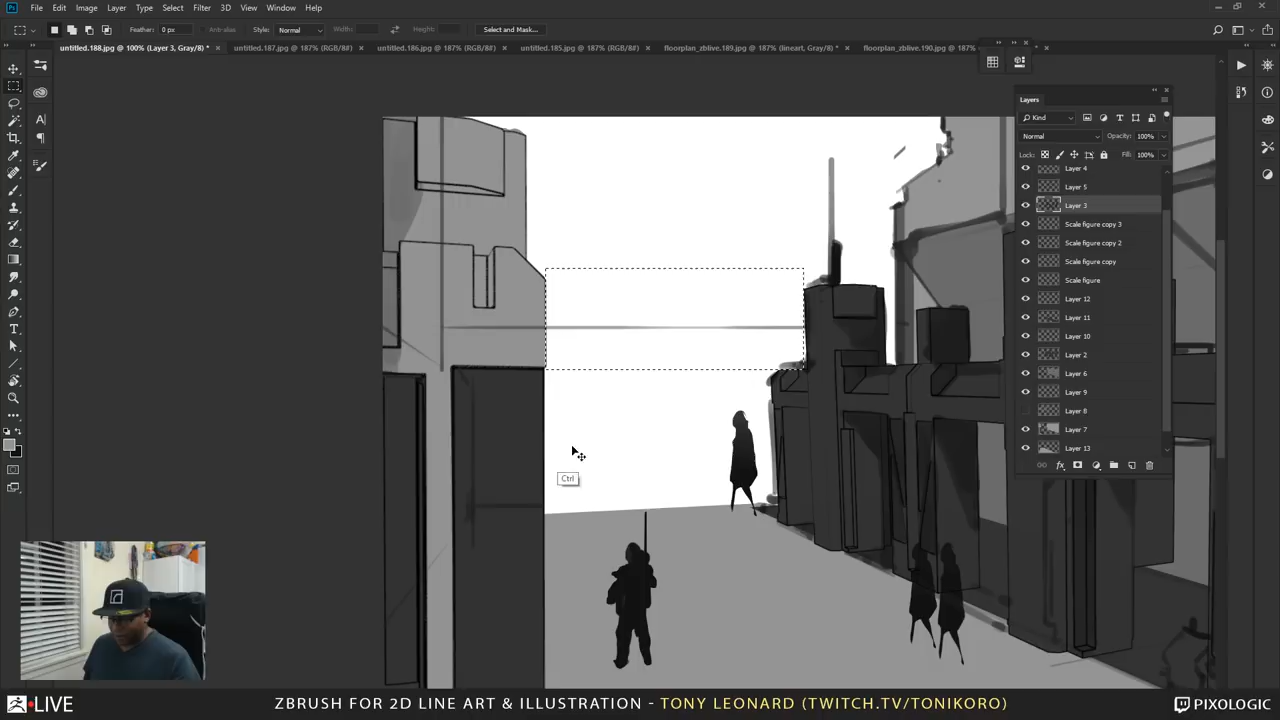 Ps File Edit Image Layer Type Select Filter 3D View Window Help
Feather: 0 px Anti-alias Style: Normal Width: Height: Select and Mask...
untitled.188.jpg @ 100% (Layer 3, Gray/8) * × untitled.187.jpg @ 187% (RGB/8#) × untitled.186.jpg @ 187% (RGB/8#) × untitled.185.jpg @ 187% (RGB/8#) × floorplan_zblive.189.jpg @ 187% (lineart, Gray/8) * × floorplan_zblive.190.jpg @ 187%
Layers
Kind
Normal Opacity: 100%
Lock: Fill: 100%
Layer 4
Layer 5
Layer 3
Scale figure copy 3
Scale figure copy 2
Scale figure copy
Scale figure
Layer 12
Layer 11
Layer 10
Layer 2
Layer 6
Layer 9
Layer 8
Layer 7
Layer 13
fx
Ctrl
LIVE ZBRUSH FOR 2D LINE ART & ILLUSTRATION - TONY LEONARD (TWITCH.TV/TONIKORO) PIXOLOGIC